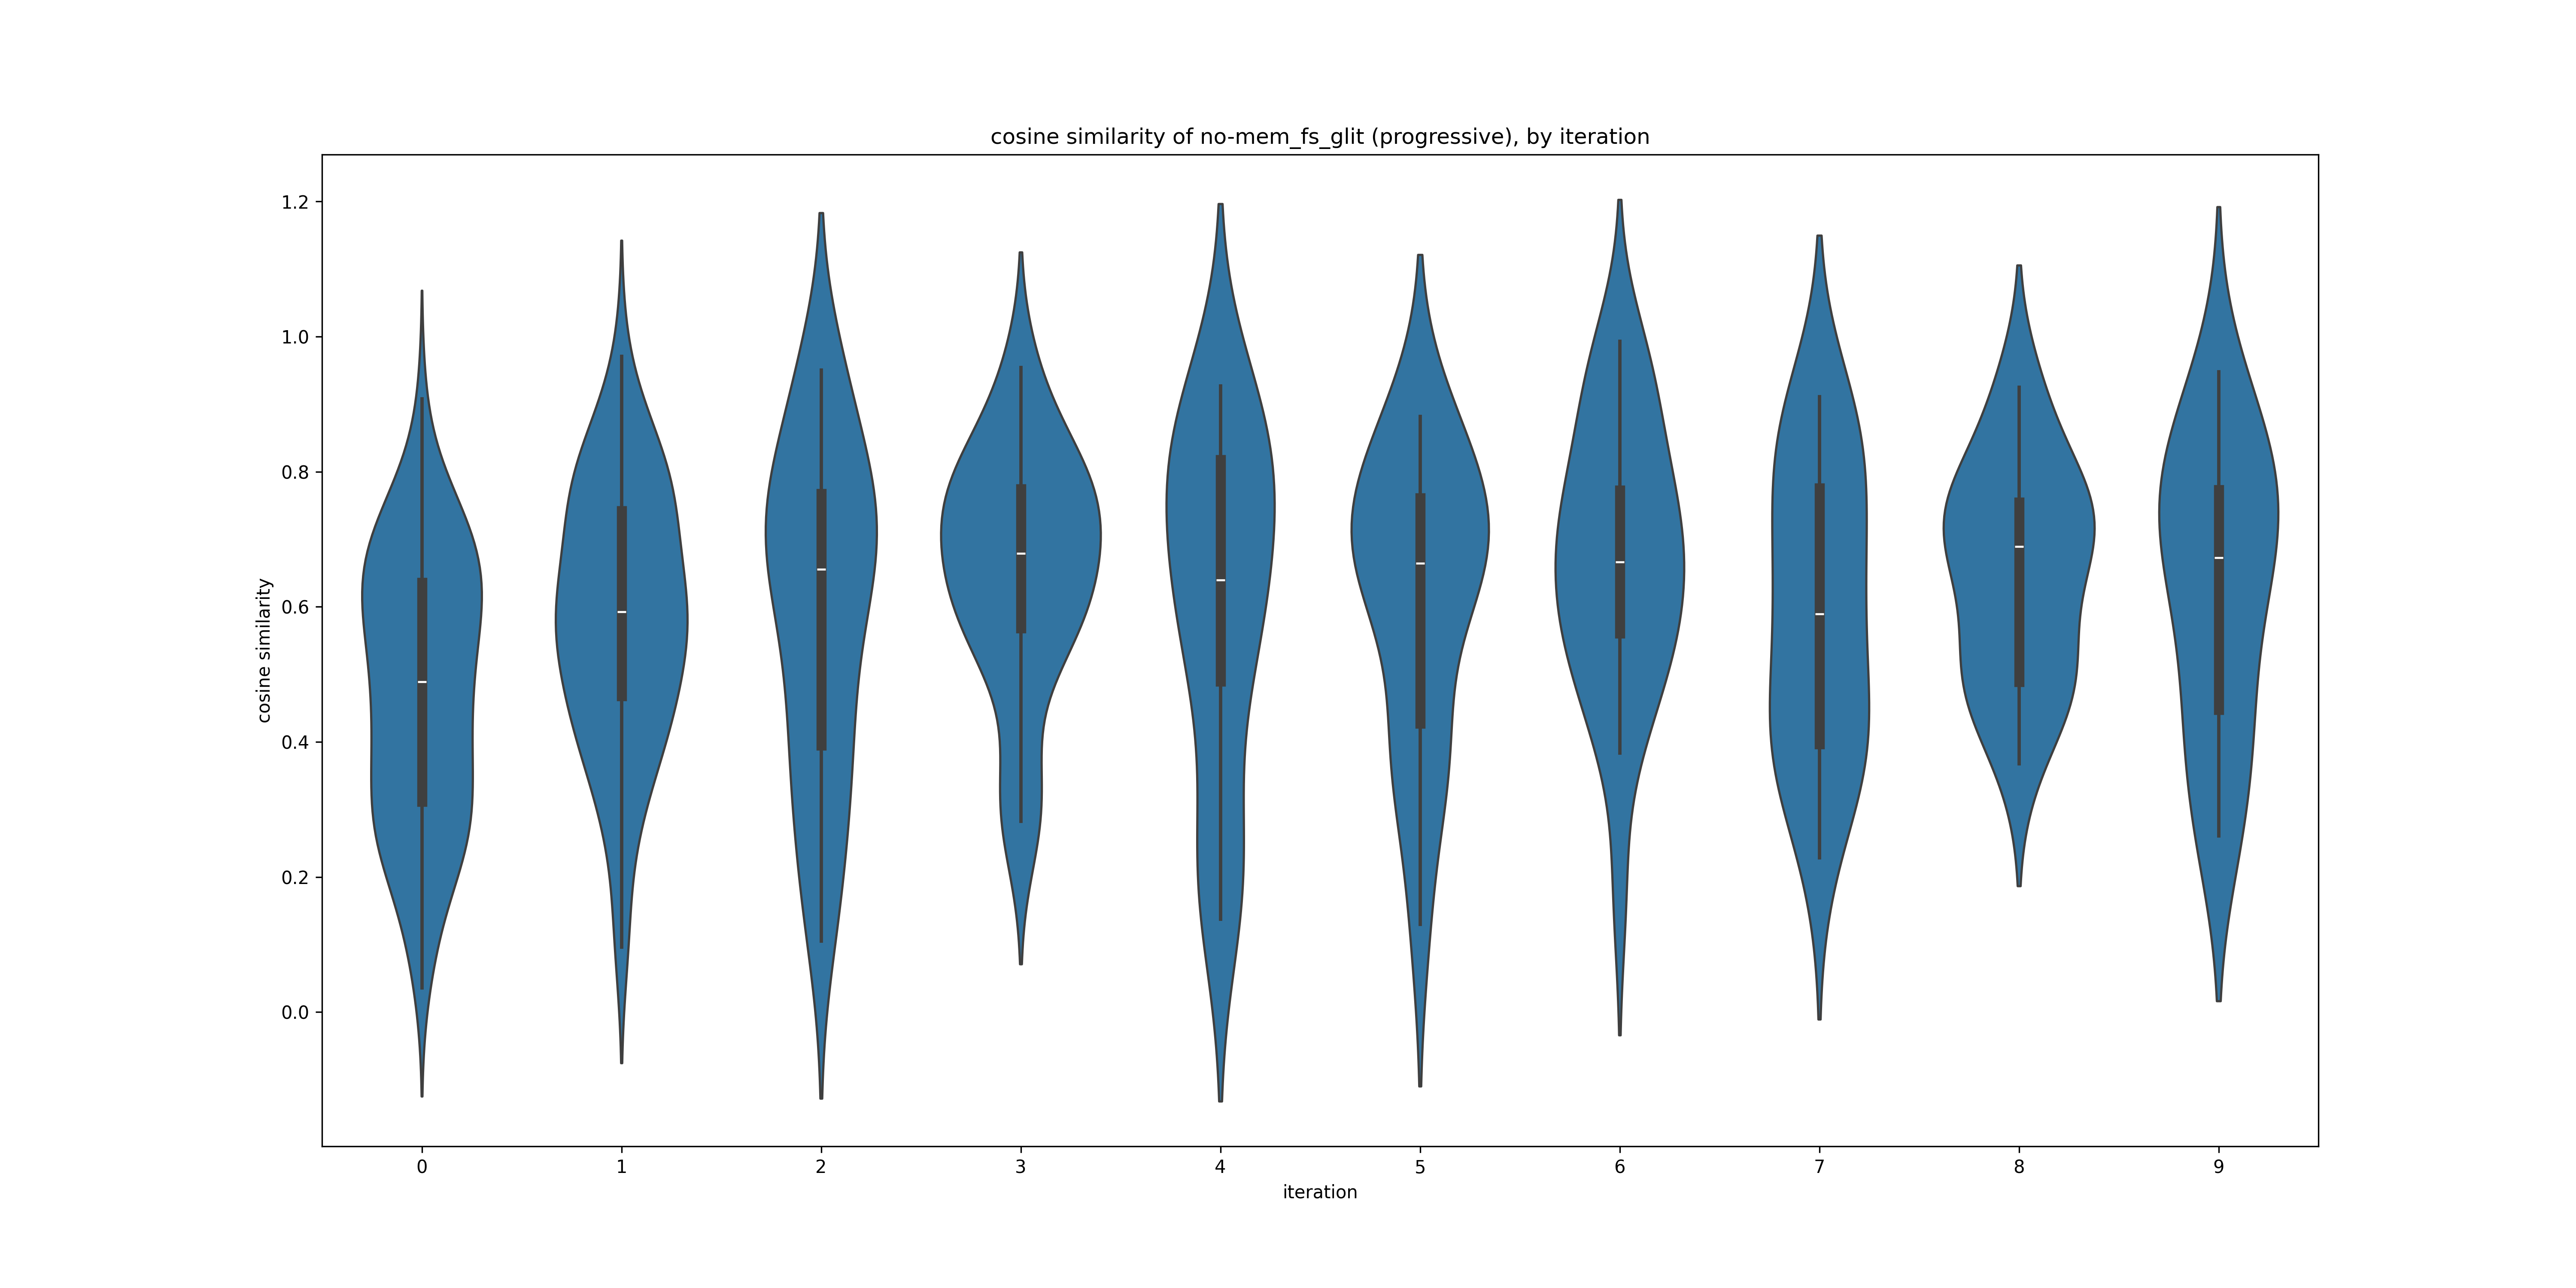 cosine similarity of no-mem_fs_glit (progressive), by iteration
1.2
1.0
0.8
0.6
0.4
0.2
0.0
cosine similarity
0 1 2 3 4 5 6 7 8 9
iteration